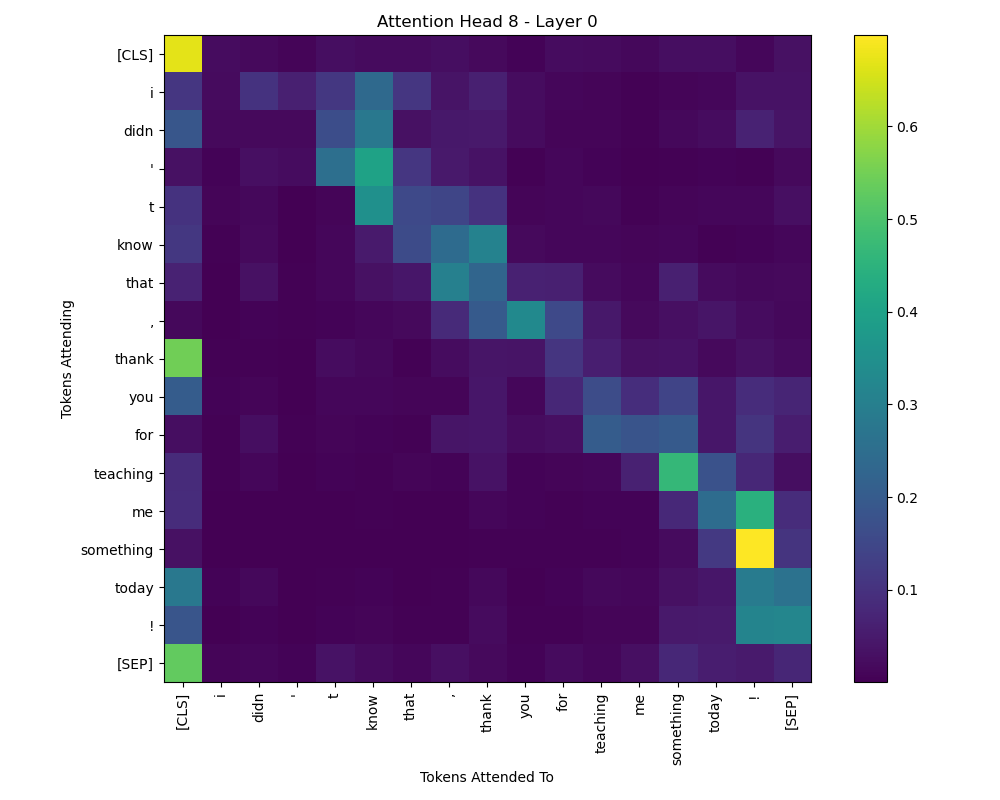 Attention Head 8 - Layer 0
[CLS]
i
didn
'
t
know
that
,
thank
you
for
teaching
me
something
today
!
[SEP]
Tokens Attending
[CLS]
i
didn
'
t
know
that
,
thank
you
for
teaching
me
something
today
!
[SEP]
Tokens Attended To
0.6
0.5
0.4
0.3
0.2
0.1